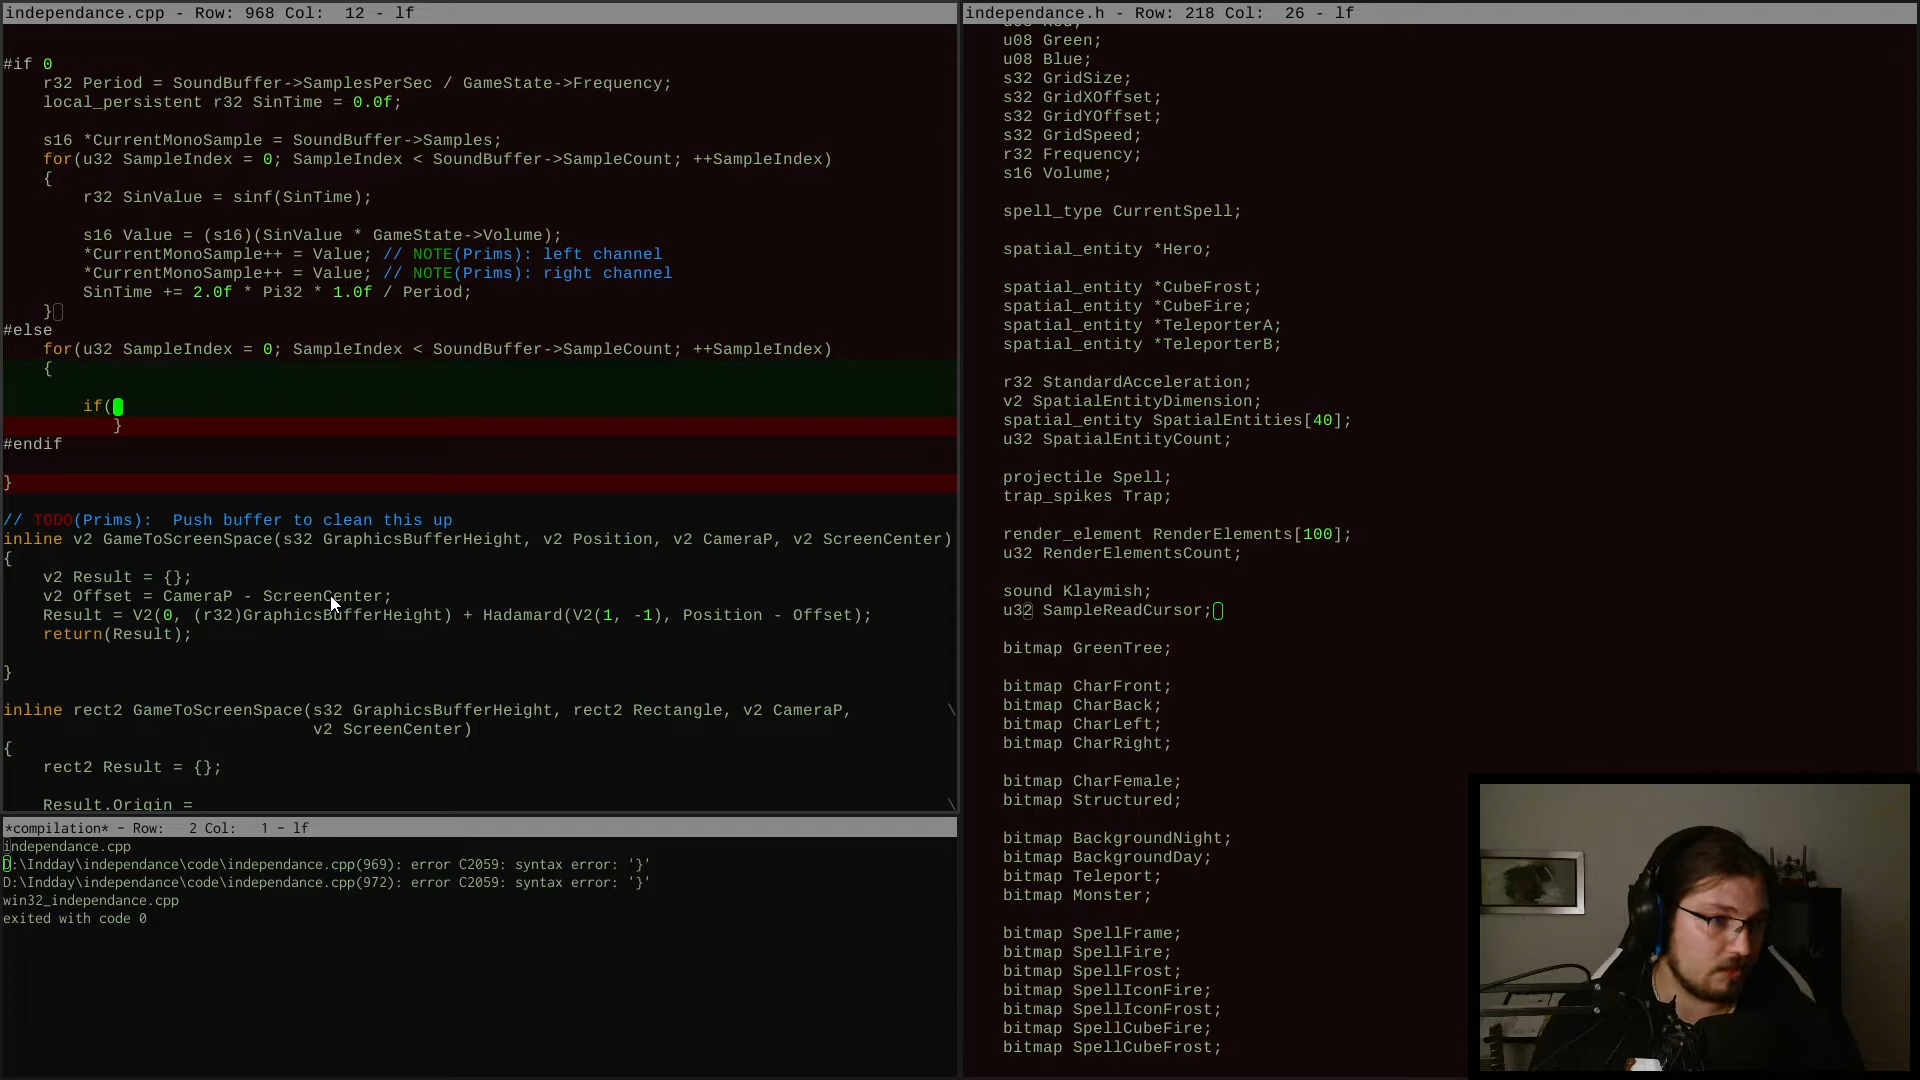 independance.cpp - Row: 968 Col:  12 - lf
#if 0
r32 Period = SoundBuffer->SamplesPerSec / GameState->Frequency;
local_persistent r32 SinTime = 0.0f;
s16 *CurrentMonoSample = SoundBuffer->Samples;
for(u32 SampleIndex = 0; SampleIndex < SoundBuffer->SampleCount; ++SampleIndex)
{
r32 SinValue = sinf(SinTime);
s16 Value = (s16)(SinValue * GameState->Volume);
*CurrentMonoSample++ = Value; // NOTE(Prims): left channel
*CurrentMonoSample++ = Value; // NOTE(Prims): right channel
SinTime += 2.0f * Pi32 * 1.0f / Period;
}
#else
for(u32 SampleIndex = 0; SampleIndex < SoundBuffer->SampleCount; ++SampleIndex)
{
if(
}
#endif
}
// TODO(Prims):  Push buffer to clean this up
inline v2 GameToScreenSpace(s32 GraphicsBufferHeight, v2 Position, v2 CameraP, v2 ScreenCenter)
{
v2 Result = {};
v2 Offset = CameraP - ScreenCenter;
Result = V2(0, (r32)GraphicsBufferHeight) + Hadamard(V2(1, -1), Position - Offset);
return(Result);
}
inline rect2 GameToScreenSpace(s32 GraphicsBufferHeight, rect2 Rectangle, v2 CameraP, \
v2 ScreenCenter)
{
rect2 Result = {};
Result.Origin = \
*compilation* - Row:   2 Col:   1 - lf
independance.cpp
D:\Indday\independance\code\independance.cpp(969): error C2059: syntax error: '}'
D:\Indday\independance\code\independance.cpp(972): error C2059: syntax error: '}'
win32_independance.cpp
exited with code 0
independance.h - Row: 218 Col:  26 - lf
u08 Red;
u08 Green;
u08 Blue;
s32 GridSize;
s32 GridXOffset;
s32 GridYOffset;
s32 GridSpeed;
r32 Frequency;
s16 Volume;
spell_type CurrentSpell;
spatial_entity *Hero;
spatial_entity *CubeFrost;
spatial_entity *CubeFire;
spatial_entity *TeleporterA;
spatial_entity *TeleporterB;
r32 StandardAcceleration;
v2 SpatialEntityDimension;
spatial_entity SpatialEntities[40];
u32 SpatialEntityCount;
projectile Spell;
trap_spikes Trap;
render_element RenderElements[100];
u32 RenderElementsCount;
sound Klaymish;
u32 SampleReadCursor;
bitmap GreenTree;
bitmap CharFront;
bitmap CharBack;
bitmap CharLeft;
bitmap CharRight;
bitmap CharFemale;
bitmap Structured;
bitmap BackgroundNight;
bitmap BackgroundDay;
bitmap Teleport;
bitmap Monster;
bitmap SpellFrame;
bitmap SpellFire;
bitmap SpellFrost;
bitmap SpellIconFire;
bitmap SpellIconFrost;
bitmap SpellCubeFire;
bitmap SpellCubeFrost;